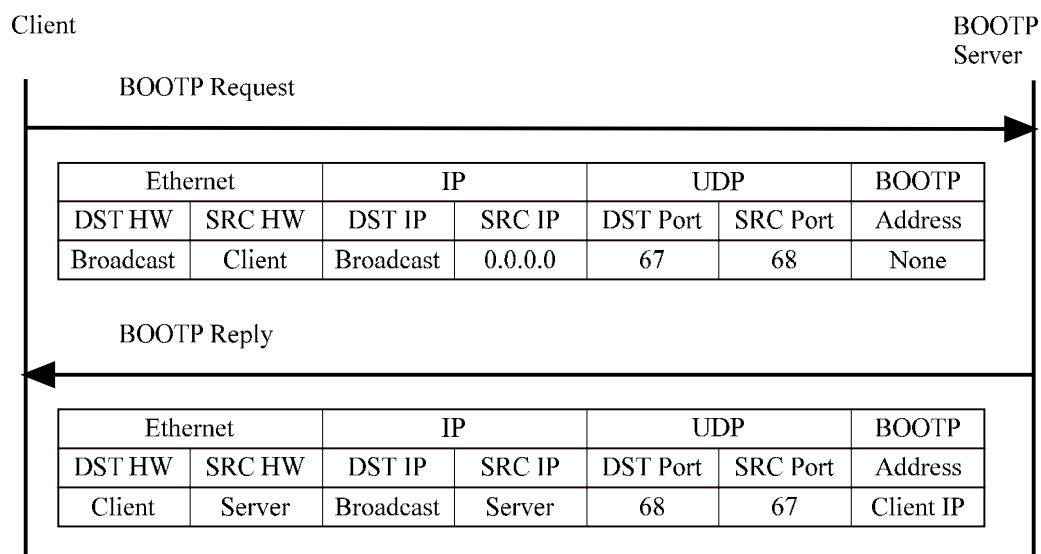 Client
BOOTP
Server
BOOTP Request
Ethernet IP UDP BOOTP
DST HW SRC HW DST IP SRC IP DST Port SRC Port Address
Broadcast Client Broadcast 0.0.0.0 67 68 None
BOOTP Reply
Ethernet IP UDP BOOTP
DST HW SRC HW DST IP SRC IP DST Port SRC Port Address
Client Server Broadcast Server 68 67 Client IP